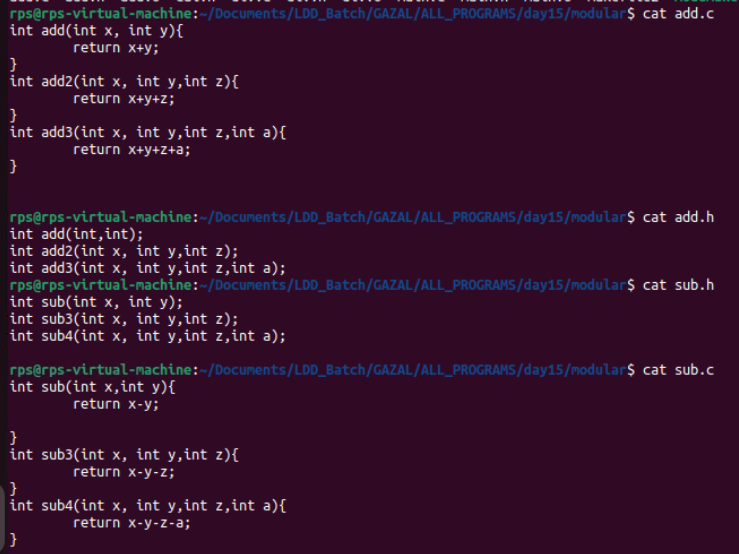 rps@rps-virtual-machine:~/Documents/LDD_Batch/GAZAL/ALL_PROGRAMS/day15/modular$ cat add.c
int add(int x, int y){
        return x+y;
}
int add2(int x, int y,int z){
        return x+y+z;
}
int add3(int x, int y,int z,int a){
        return x+y+z+a;
}
rps@rps-virtual-machine:~/Documents/LDD_Batch/GAZAL/ALL_PROGRAMS/day15/modular$ cat add.h
int add(int,int);
int add2(int x, int y,int z);
int add3(int x, int y,int z,int a);
rps@rps-virtual-machine:~/Documents/LDD_Batch/GAZAL/ALL_PROGRAMS/day15/modular$ cat sub.h
int sub(int x, int y);
int sub3(int x, int y,int z);
int sub4(int x, int y,int z,int a);
rps@rps-virtual-machine:~/Documents/LDD_Batch/GAZAL/ALL_PROGRAMS/day15/modular$ cat sub.c
int sub(int x,int y){
        return x-y;
}
int sub3(int x, int y,int z){
        return x-y-z;
}
int sub4(int x, int y,int z,int a){
        return x-y-z-a;
}